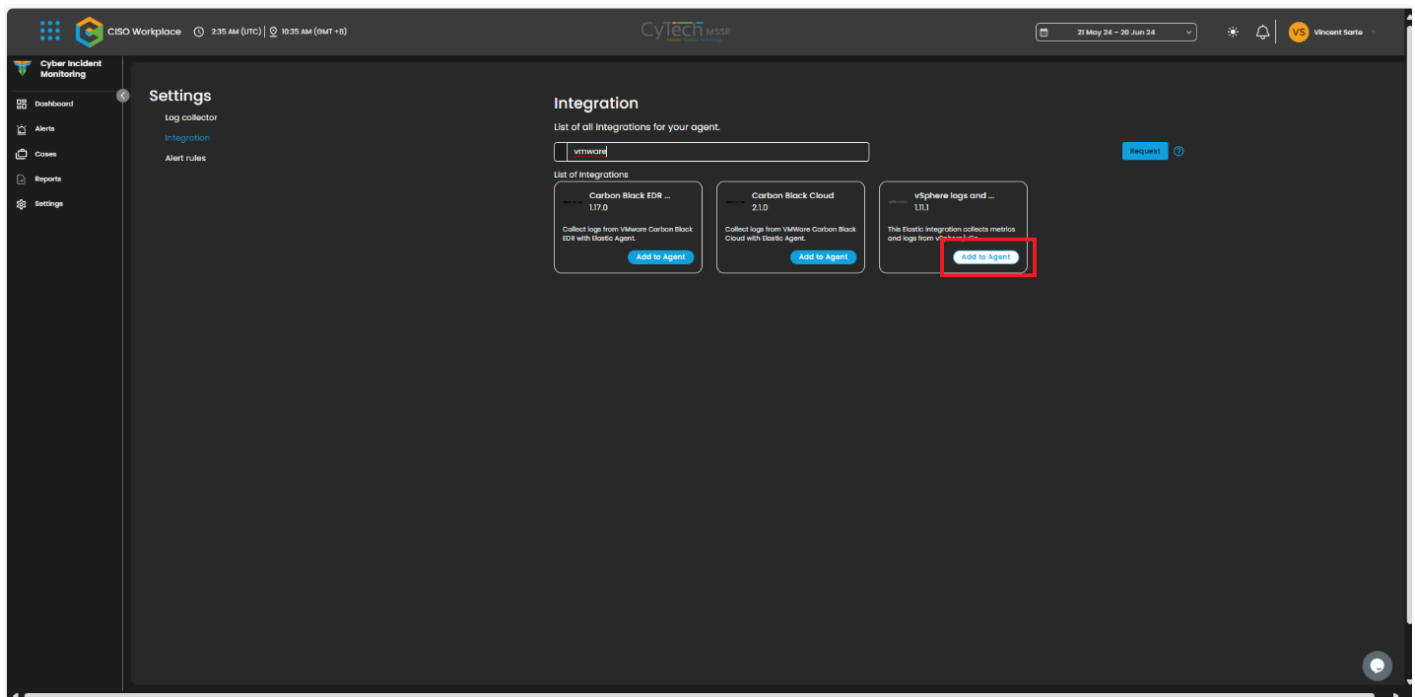 CISO Workplace 2:35 AM (UTC) 10:35 AM (GMT +8)
CyTech MSSP
21 May 24 – 20 Jun 24
VS Vincent Sarte
Cyber Incident
Monitoring
Dashboard
Alerts
Cases
Reports
Settings
Settings
Log collector
Integration
Alert rules
Integration
List of all Integrations for your agent.
vmware
Request
List of Integrations
Carbon Black EDR ...
1.17.0
Collect logs from VMWare Carbon Black
EDR with Elastic Agent.
Add to Agent
Carbon Black Cloud
2.1.0
Collect logs from VMWare Carbon Black
Cloud with Elastic Agent.
Add to Agent
vSphere logs and ...
1.11.1
This Elastic integration collects metrics
and logs from
Add to Agent